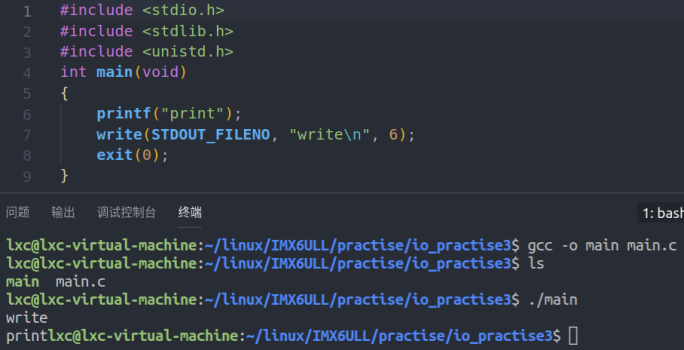 1 #include <stdio.h>
2 #include <stdlib.h>
3 #include <unistd.h>
4 int main(void)
5 {
6 printf("print");
7 write(STDOUT_FILENO, "write\n", 6);
8 exit(0);
9 }
问题 输出 调试控制台 终端 1: bash
lxc@lxc-virtual-machine:~/linux/IMX6ULL/practise/io_practise3$ gcc -o main main.c
lxc@lxc-virtual-machine:~/linux/IMX6ULL/practise/io_practise3$ ls
main main.c
lxc@lxc-virtual-machine:~/linux/IMX6ULL/practise/io_practise3$ ./main
write
printlxc@lxc-virtual-machine:~/linux/IMX6ULL/practise/io_practise3$